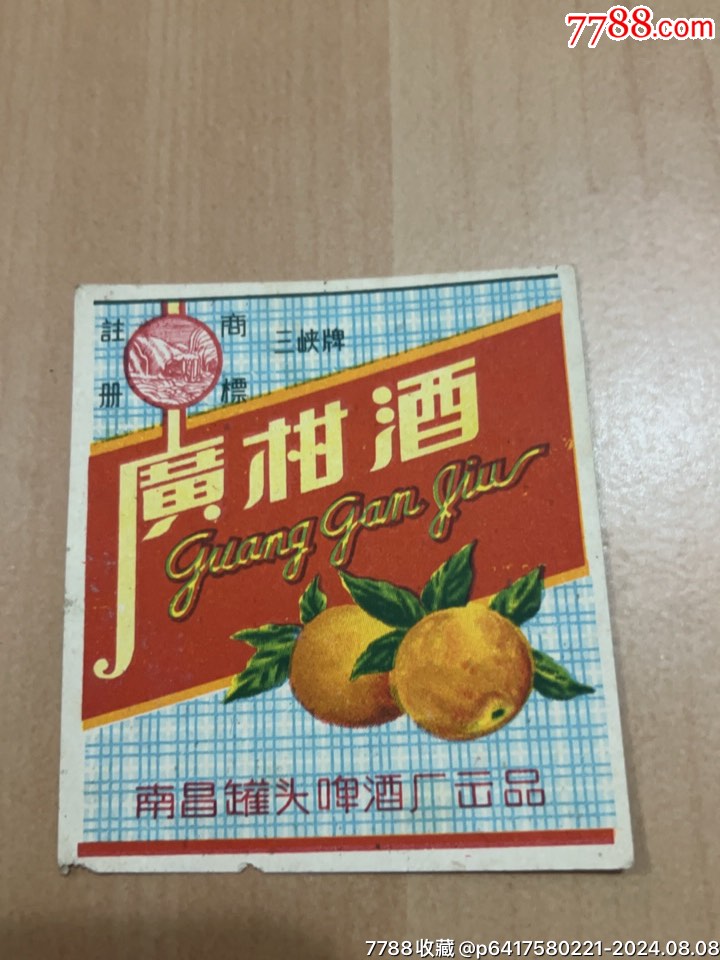 7788.com
註册
商標
三峡牌
廣柑酒
Guang Gan Jiu
南昌罐头啤酒厂出品
7788收藏 @p6417580221-2024.08.08